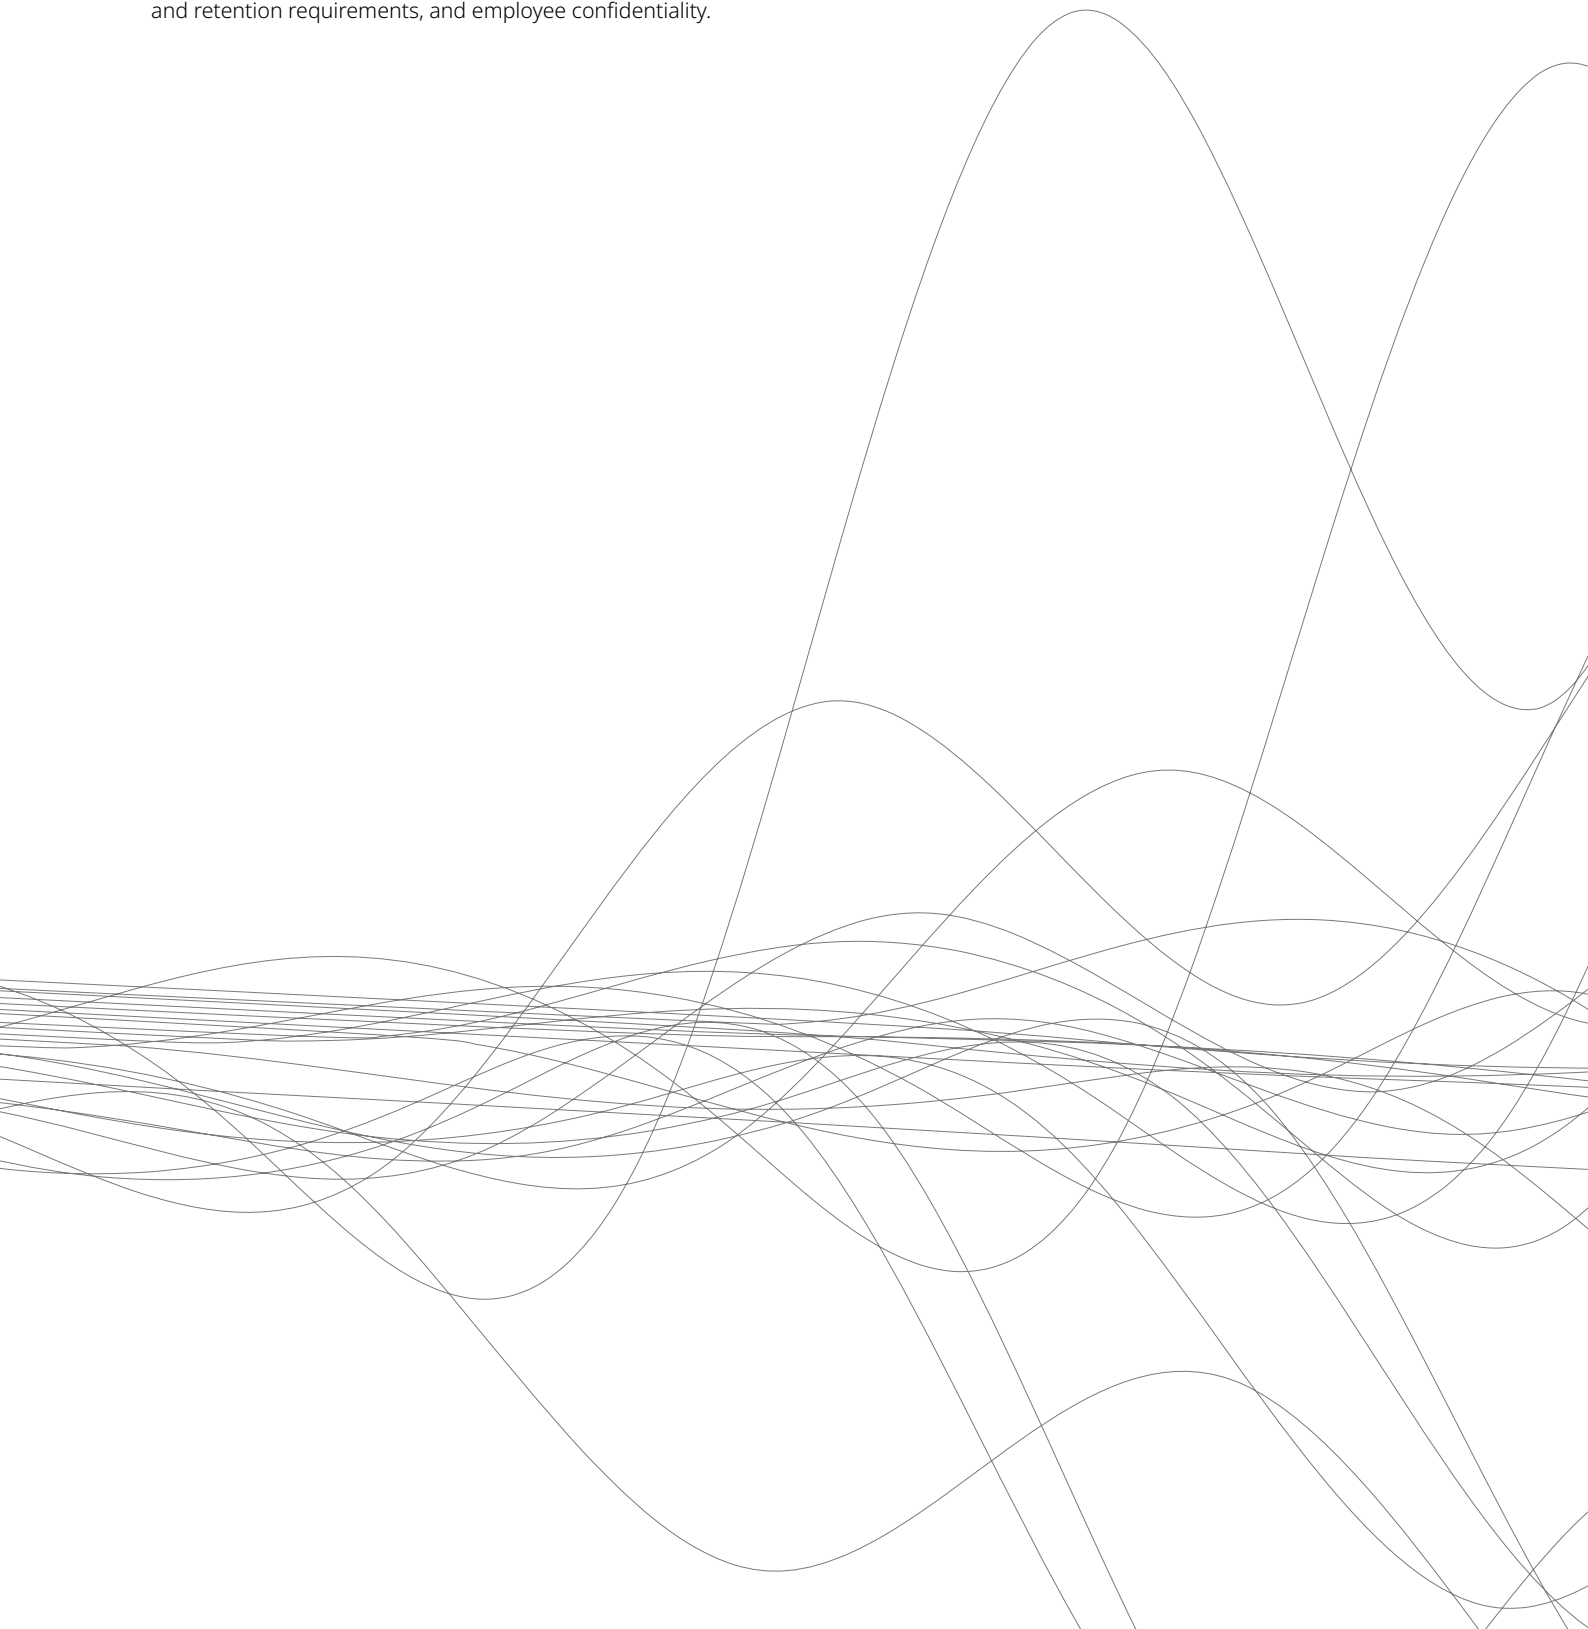 and retention requirements, and employee confidentiality.